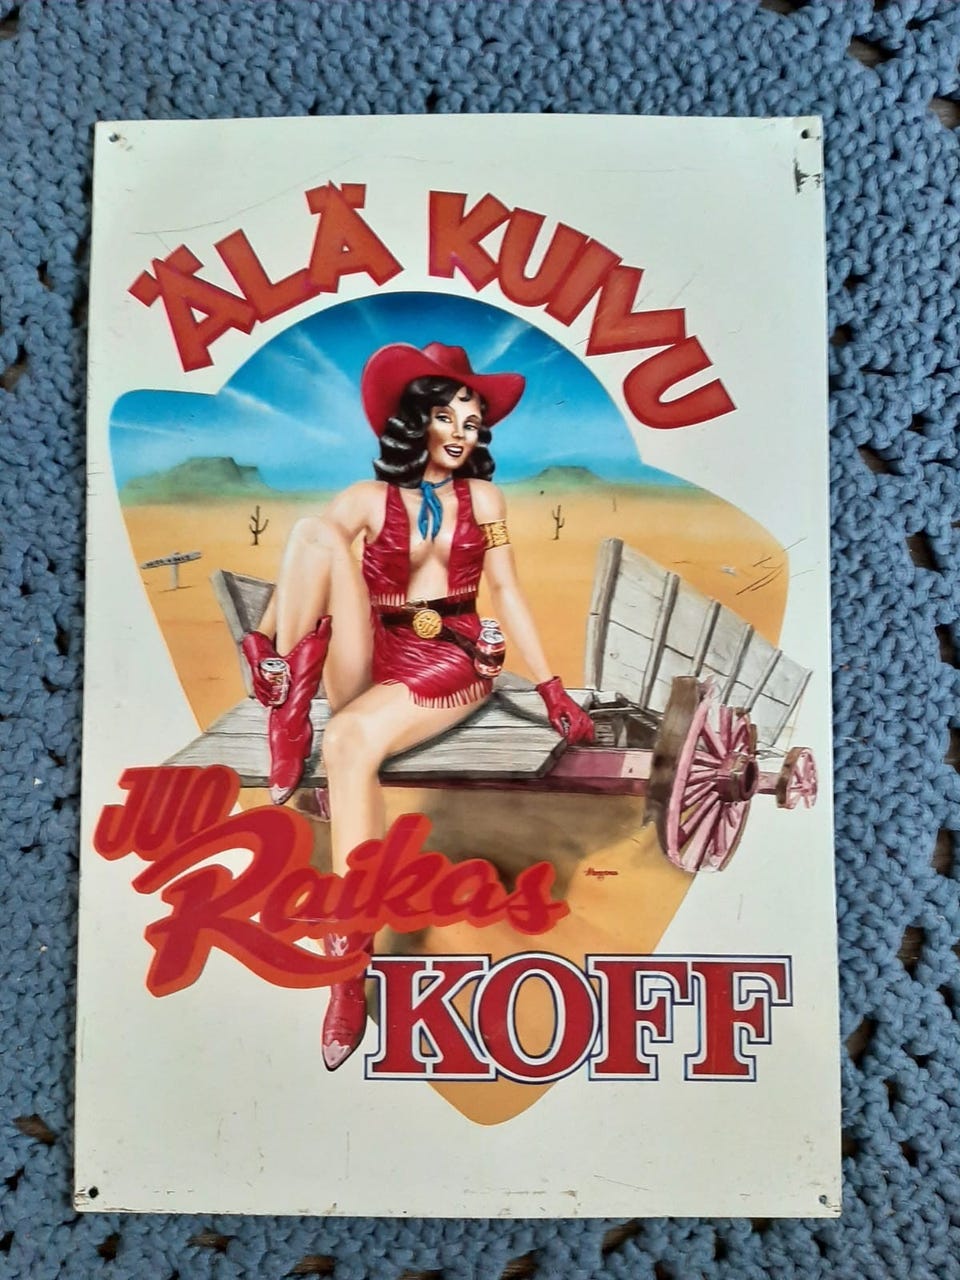 ÄLÄ KUIVU
JUO
Raikas
KOFF